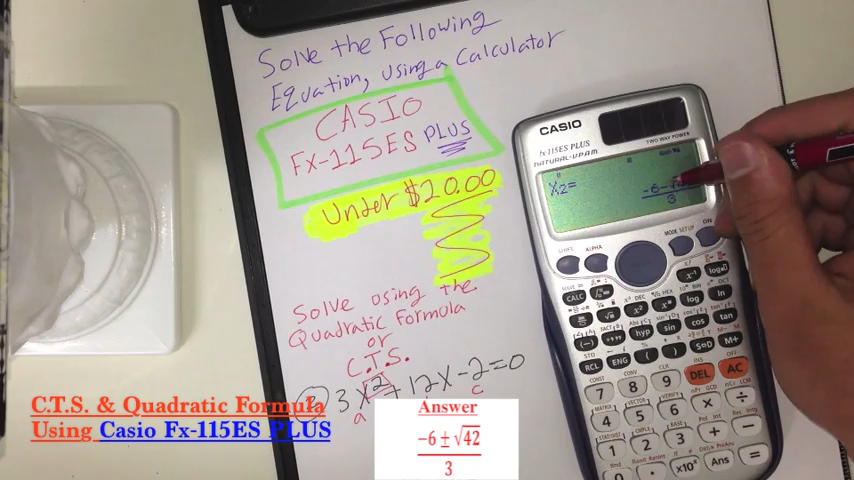 Solve the Following
Equation, using a Calculator
CASIO
FX-115ES PLUS
Under $20.00
Solve using the
Quadratic Formula
or
C.T.S.
3x²+12x-2=0
a
c
C.T.S. & Quadratic Formula
Using Casio Fx-115ES PLUS
Answer
-6 ± √42
3
CASIO
fx-115ES PLUS
NATURAL-V.P.A.M.
TWO WAY POWER
X2=
-6-√
3
SHIFT
ALPHA
MODE SETUP
ON
CALC
x²
log
ln
(-)
hyp
sin
cos
tan
RCL
ENG
(
)
S⇔D
M+
7
8
9
DEL
AC
4
5
6
×
÷
1
2
3
+
-
0
.
×10ˣ
Ans
=